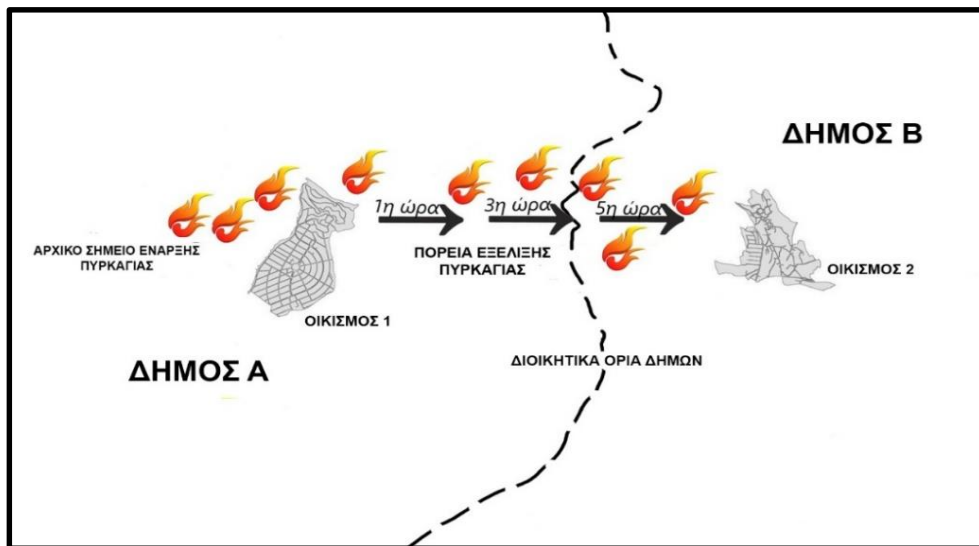 ΔΗΜΟΣ Β
1η ώρα
3η ώρα
5η ώρα
ΑΡΧΙΚΟ ΣΗΜΕΙΟ ΕΝΑΡΞΗΣ
ΠΥΡΚΑΓΙΑΣ
ΠΟΡΕΙΑ ΕΞΕΛΙΞΗΣ
ΠΥΡΚΑΓΙΑΣ
ΟΙΚΙΣΜΟΣ 2
ΟΙΚΙΣΜΟΣ 1
ΔΙΟΙΚΗΤΙΚΑ ΟΡΙΑ ΔΗΜΩΝ
ΔΗΜΟΣ Α